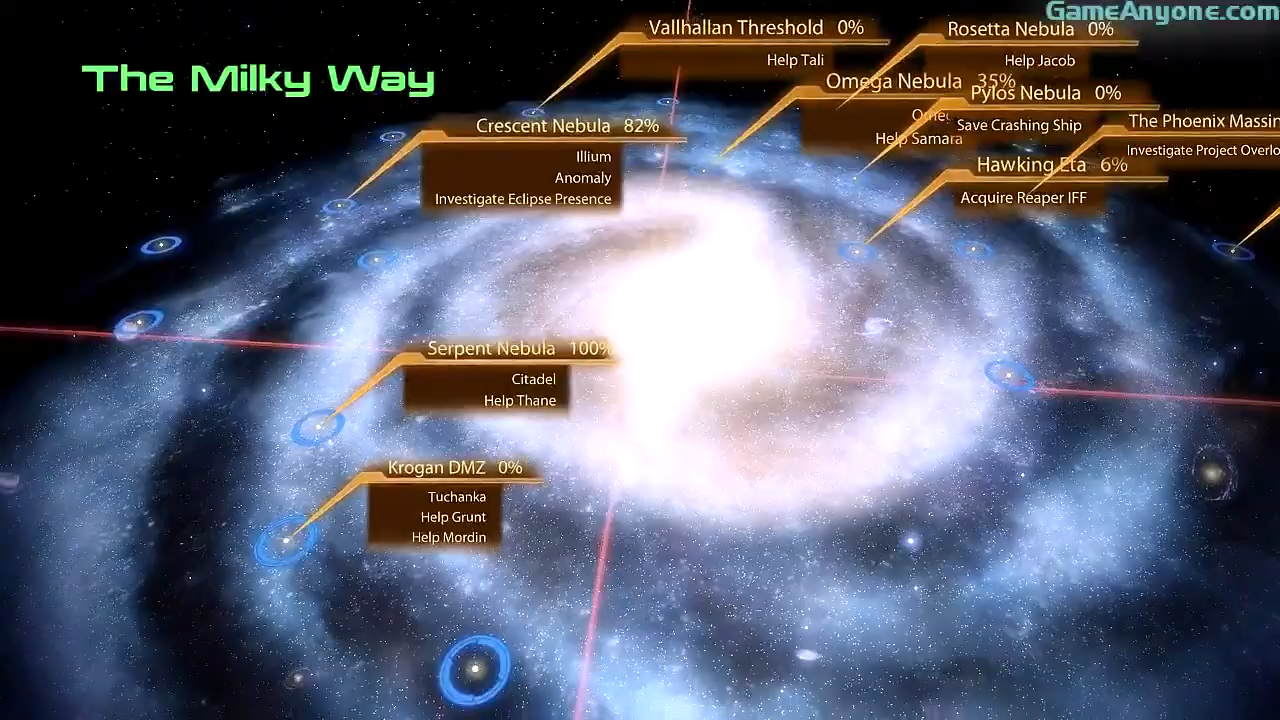 GameAnyone.com
The Milky Way
Vallhallan Threshold 0%
Help Tali
Rosetta Nebula 0%
Help Jacob
Omega Nebula 35%
Help Samara
Pylos Nebula 0%
Save Crashing Ship
The Phoenix Massin
Investigate Project Overlo
Crescent Nebula 82%
Illium
Anomaly
Investigate Eclipse Presence
Hawking Eta 6%
Acquire Reaper IFF
Serpent Nebula 100%
Citadel
Help Thane
Krogan DMZ 0%
Tuchanka
Help Grunt
Help Mordin